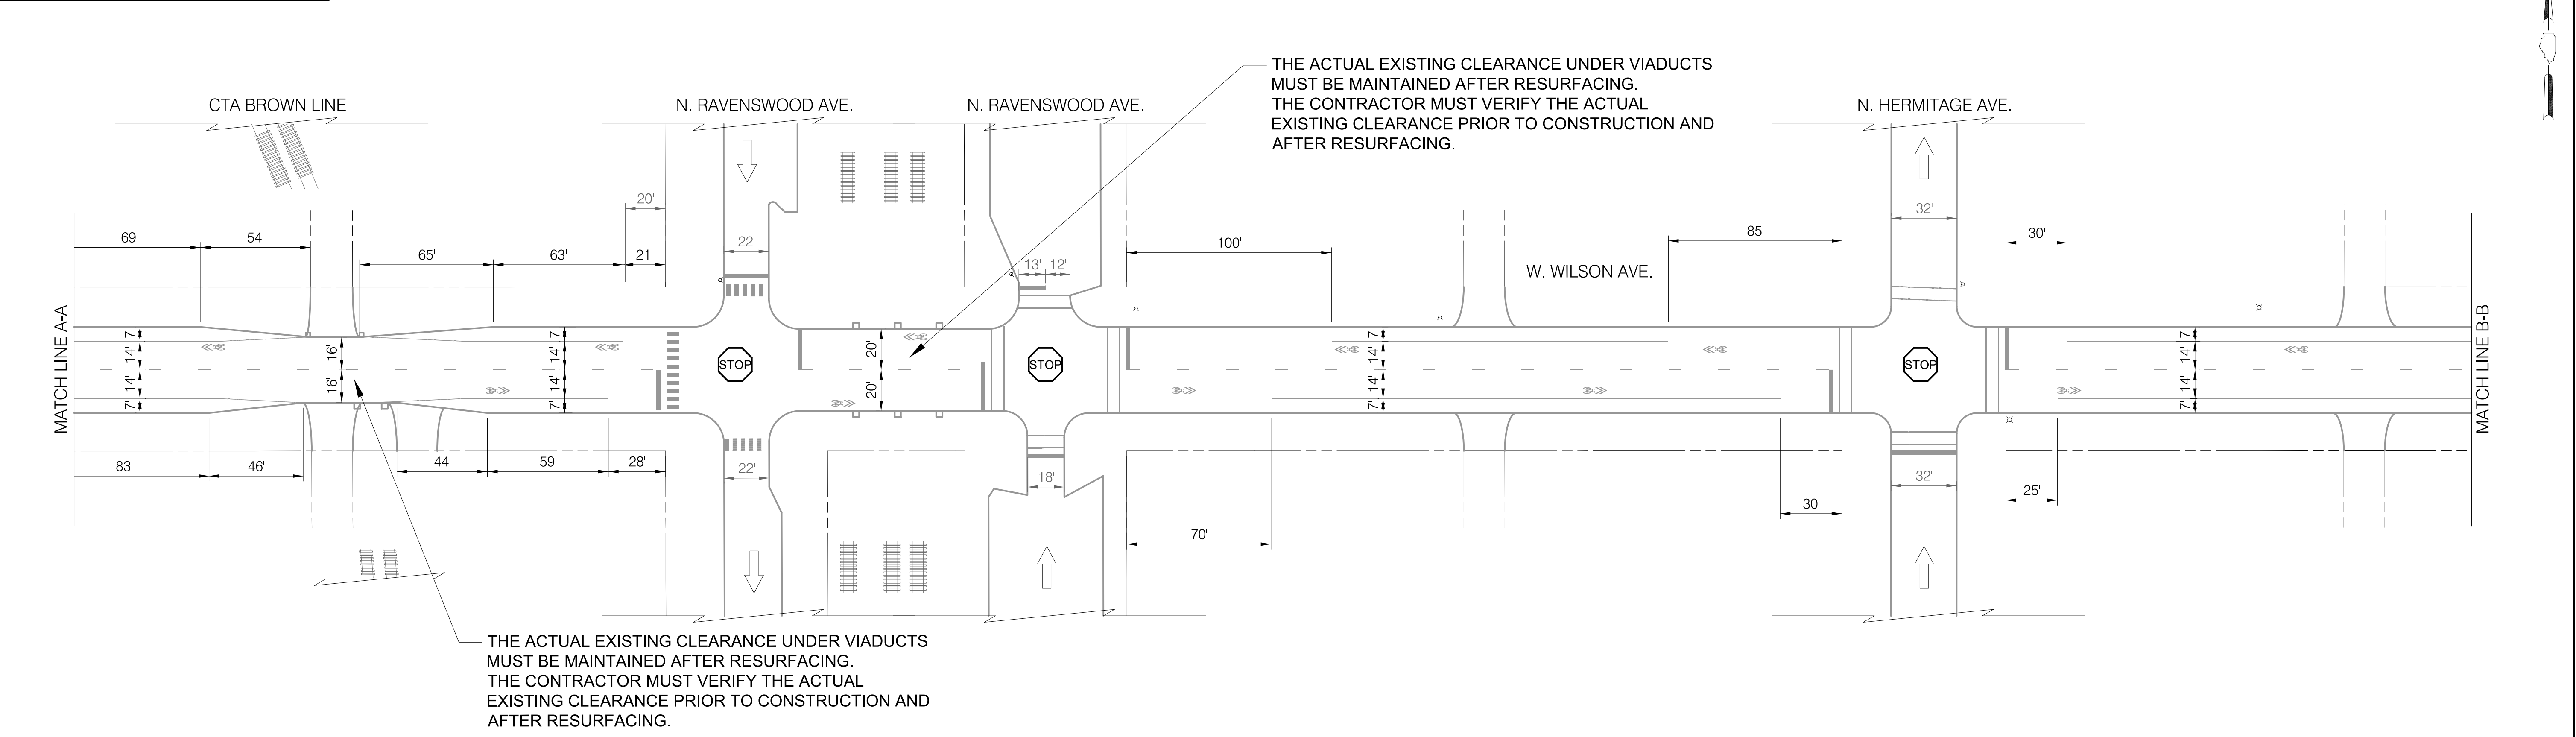 THE ACTUAL EXISTING CLEARANCE UNDER VIADUCTS
MUST BE MAINTAINED AFTER RESURFACING.
THE CONTRACTOR MUST VERIFY THE ACTUAL
EXISTING CLEARANCE PRIOR TO CONSTRUCTION AND
AFTER RESURFACING.
CTA BROWN LINE
N. RAVENSWOOD AVE.
N. RAVENSWOOD AVE.
N. HERMITAGE AVE.
20'
32'
69'
54'
65'
63'
21'
22'
13'
12'
100'
85'
30'
W. WILSON AVE.
MATCH LINE A-A
7'
14'
14'
7'
16'
16'
7'
14'
14'
7'
STOP
20'
20'
STOP
7'
14'
14'
7'
STOP
7'
14'
14'
7'
MATCH LINE B-B
83'
46'
44'
59'
28'
22'
18'
32'
70'
30'
25'
THE ACTUAL EXISTING CLEARANCE UNDER VIADUCTS
MUST BE MAINTAINED AFTER RESURFACING.
THE CONTRACTOR MUST VERIFY THE ACTUAL
EXISTING CLEARANCE PRIOR TO CONSTRUCTION AND
AFTER RESURFACING.